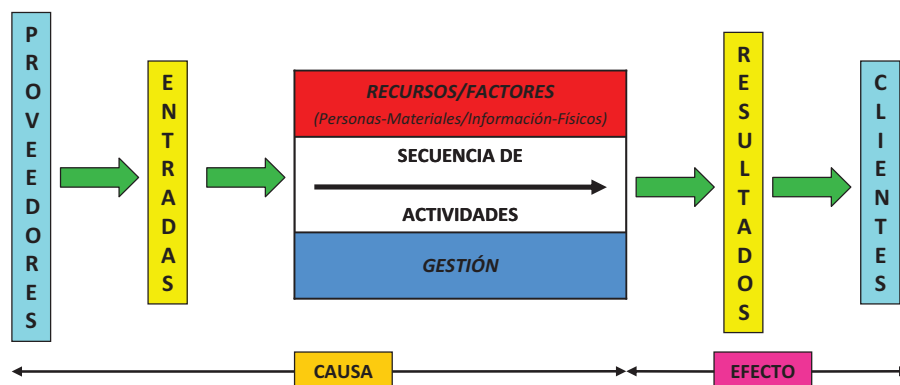 PROVEEDORES
ENTRADAS
RECURSOS/FACTORES
(Personas-Materiales/Información-Físicos)
SECUENCIA DE
ACTIVIDADES
GESTIÓN
RESULTADOS
CLIENTES
CAUSA
EFECTO